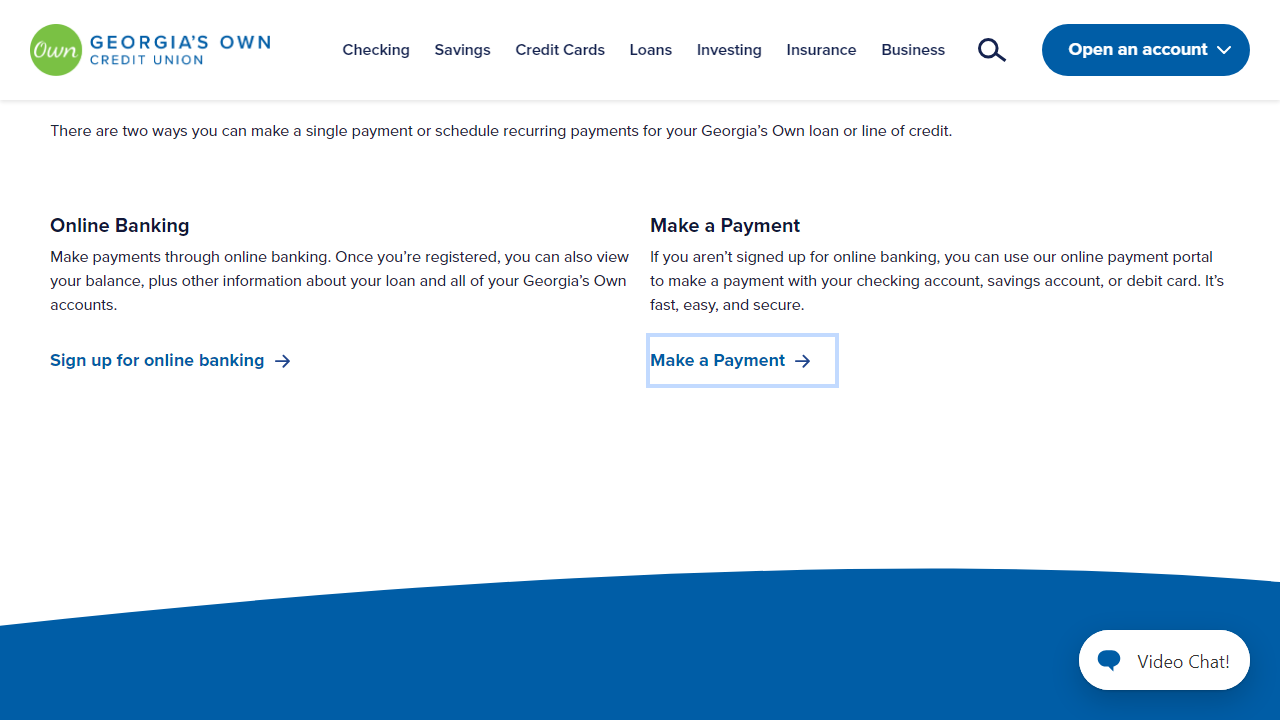 Own GEORGIA'S OWN
CREDIT UNION
Checking Savings Credit Cards Loans Investing Insurance Business
Open an account
There are two ways you can make a single payment or schedule recurring payments for your Georgia's Own loan or line of credit.
Online Banking
Make payments through online banking. Once you're registered, you can also view
your balance, plus other information about your loan and all of your Georgia's Own
accounts.
Sign up for online banking
Make a Payment
If you aren't signed up for online banking, you can use our online payment portal
to make a payment with your checking account, savings account, or debit card. It's
fast, easy, and secure.
Make a Payment
Video Chat!